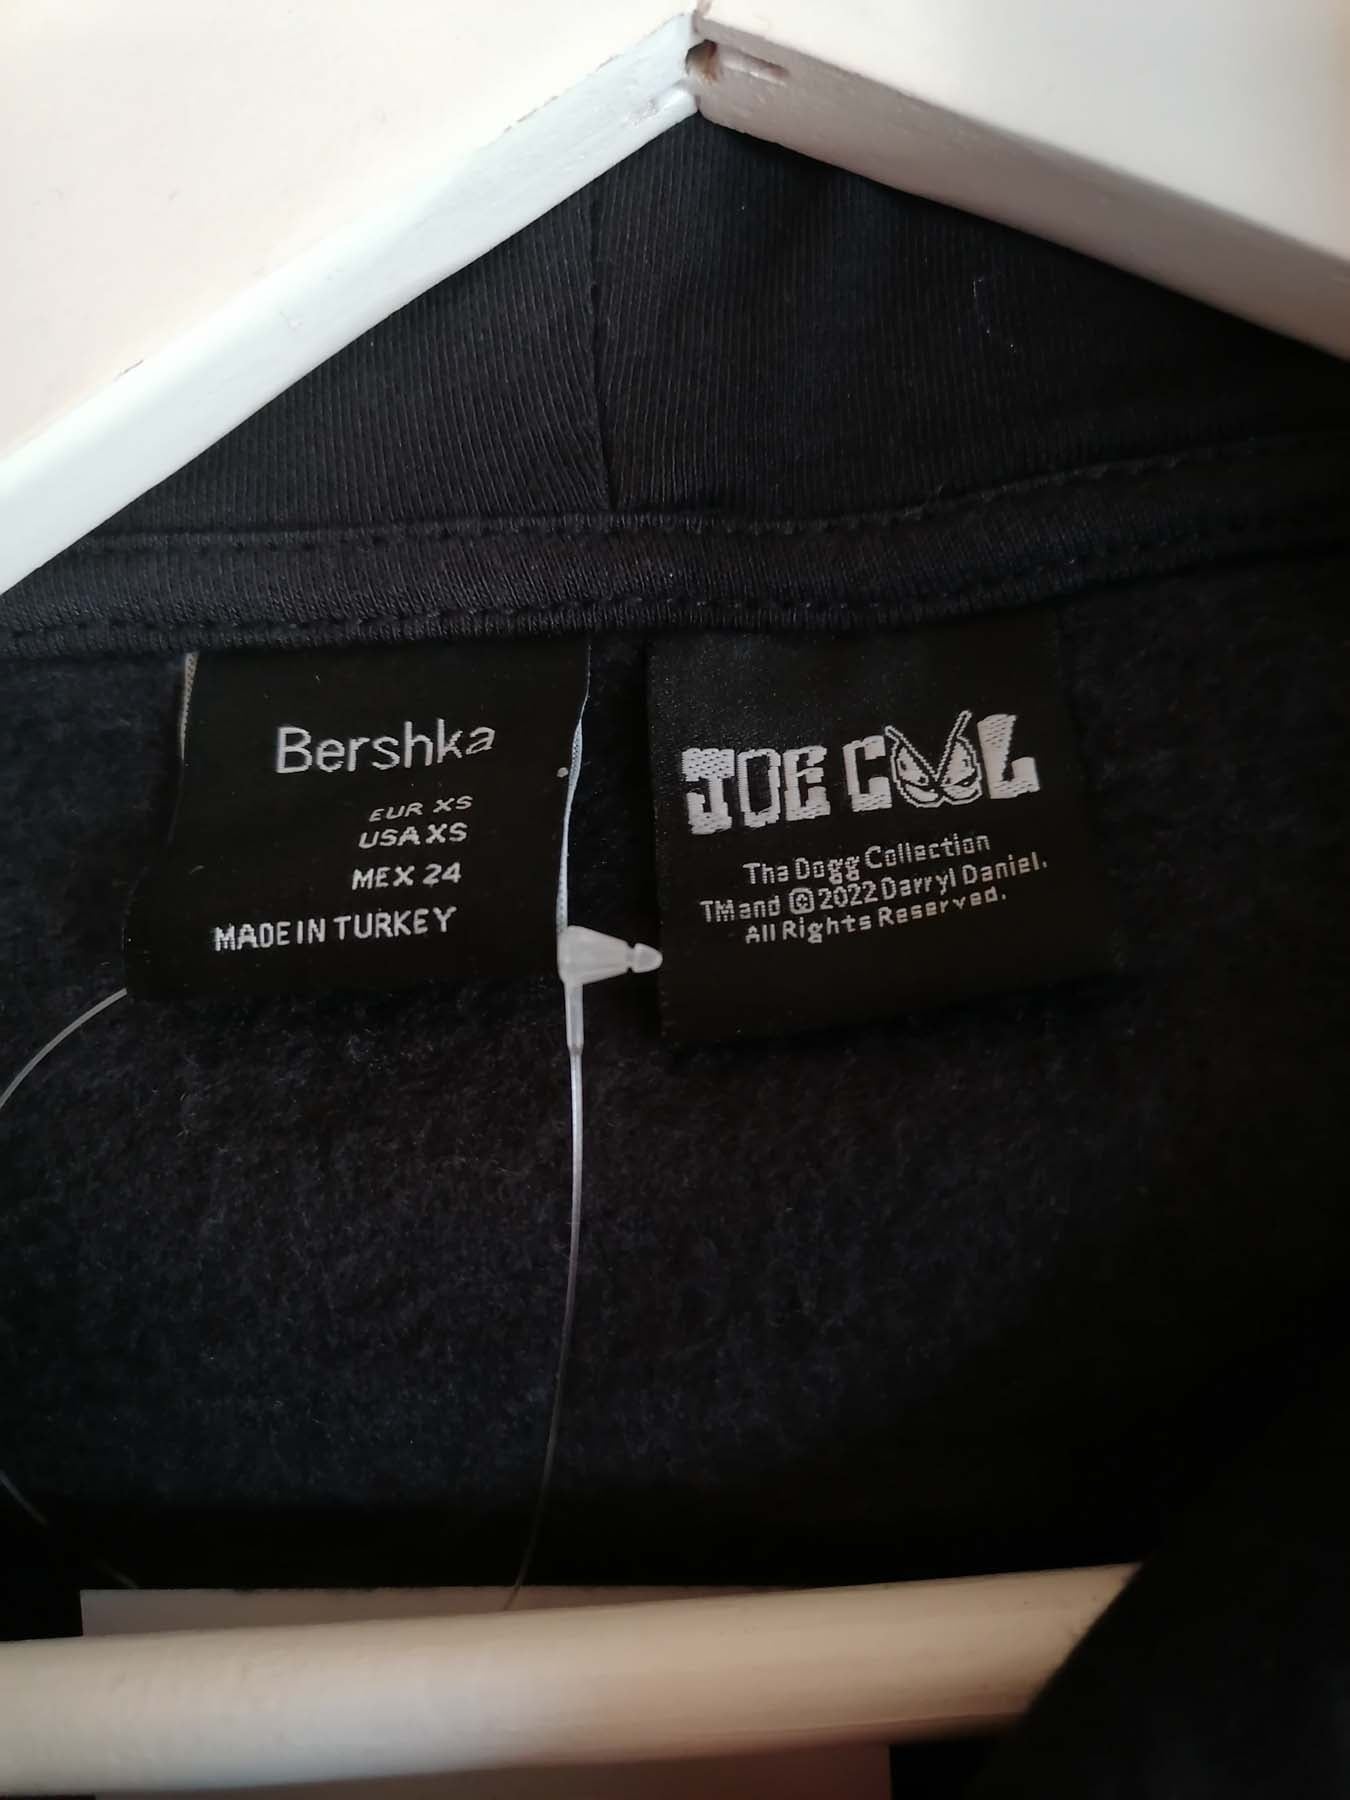 Bershka
EUR XS
USA XS
MEX 24
MADE IN TURKEY
JOE COOL
Tha Dogg Collection
TM and © 2022 Darryl Daniel.
All Rights Reserved.